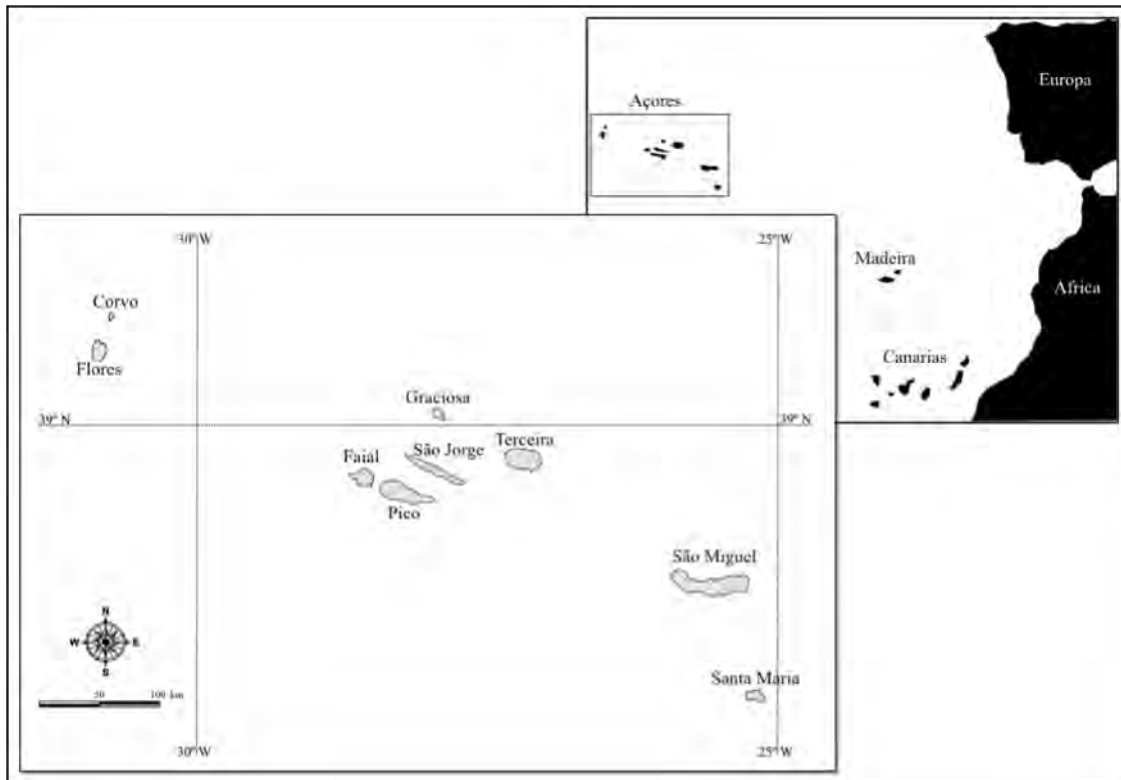 Europa
Açores
Madeira
Africa
Canarias
30°W
25°W
Corvo
Flores
Graciosa
39° N
39° N
Faial
São Jorge
Terceira
Pico
São Miguel
N
W
E
S
Santa Maria
50
100 km
30°W
25°W